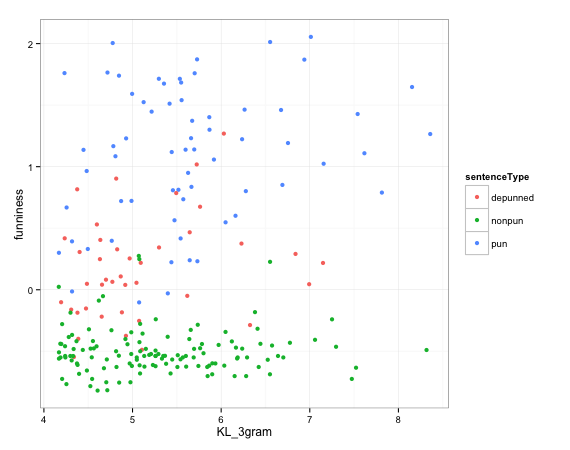 2
1
0
funniness
4
5
6
7
8
KL_3gram
sentenceType
depunned
nonpun
pun